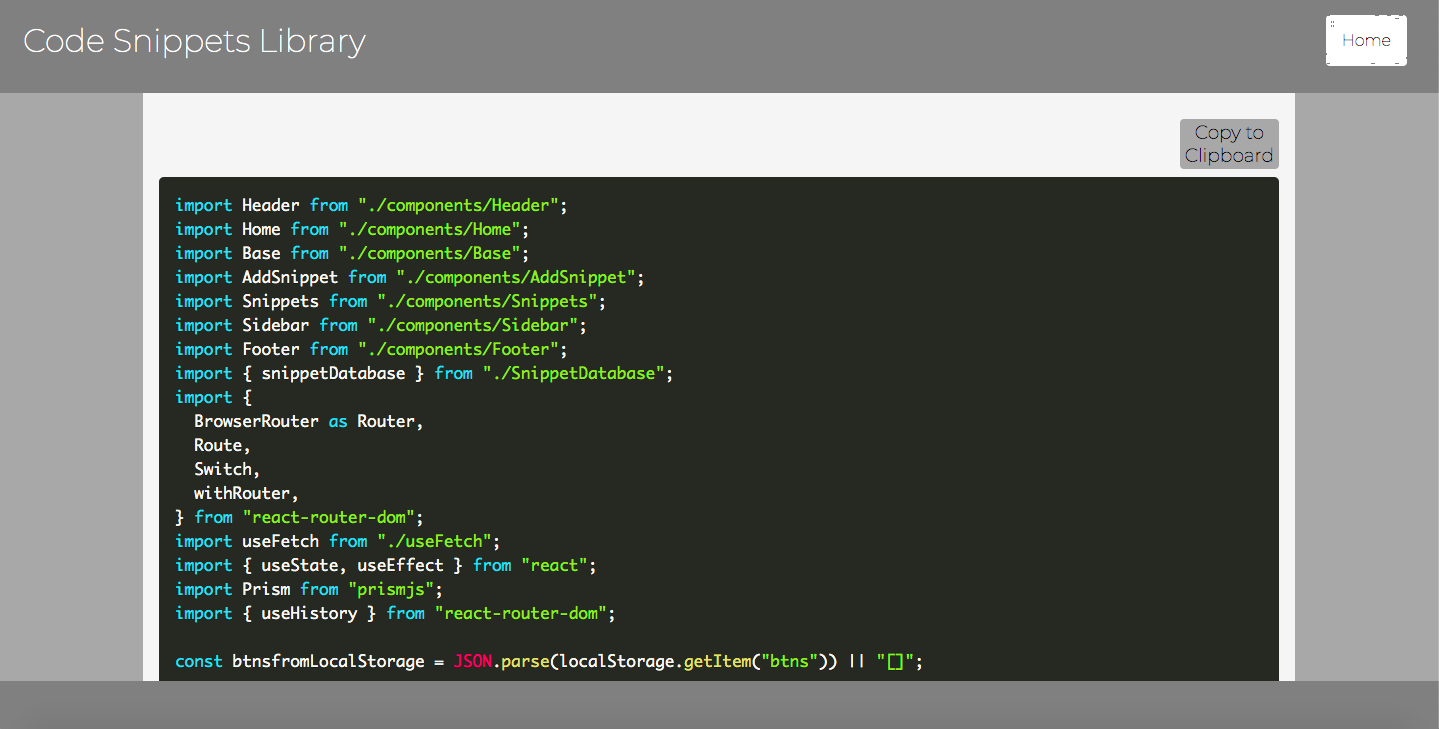 Code Snippets Library
Home
Copy to
Clipboard
import Header from "./components/Header";
import Home from "./components/Home";
import Base from "./components/Base";
import AddSnippet from "./components/AddSnippet";
import Snippets from "./components/Snippets";
import Sidebar from "./components/Sidebar";
import Footer from "./components/Footer";
import { snippetDatabase } from "./SnippetDatabase";
import {
  BrowserRouter as Router,
  Route,
  Switch,
  withRouter,
} from "react-router-dom";
import useFetch from "./useFetch";
import { useState, useEffect } from "react";
import Prism from "prismjs";
import { useHistory } from "react-router-dom";
const btnsfromLocalStorage = JSON.parse(localStorage.getItem("btns")) || "[]";